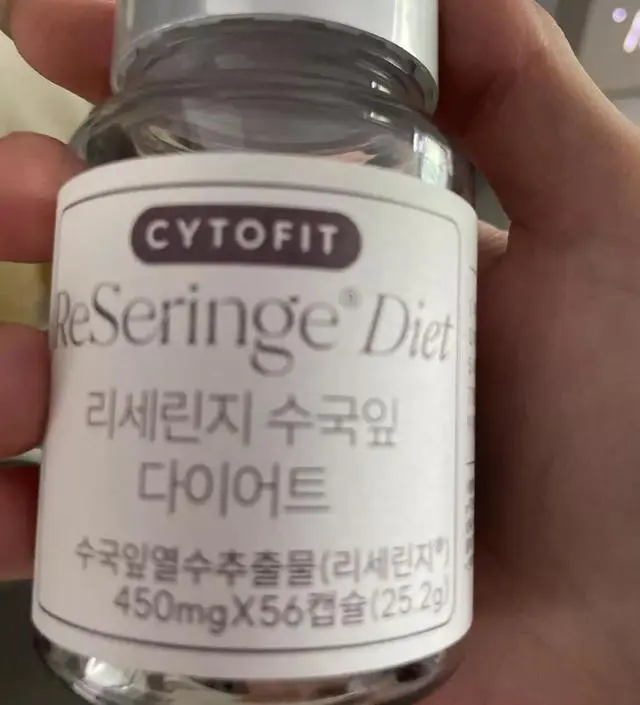 CYTOFIT
ReSeringe® Diet
리세린지 수국잎
다이어트
수국잎열수추출물(리세린지®)
450mgX56캡슐(25.2g)